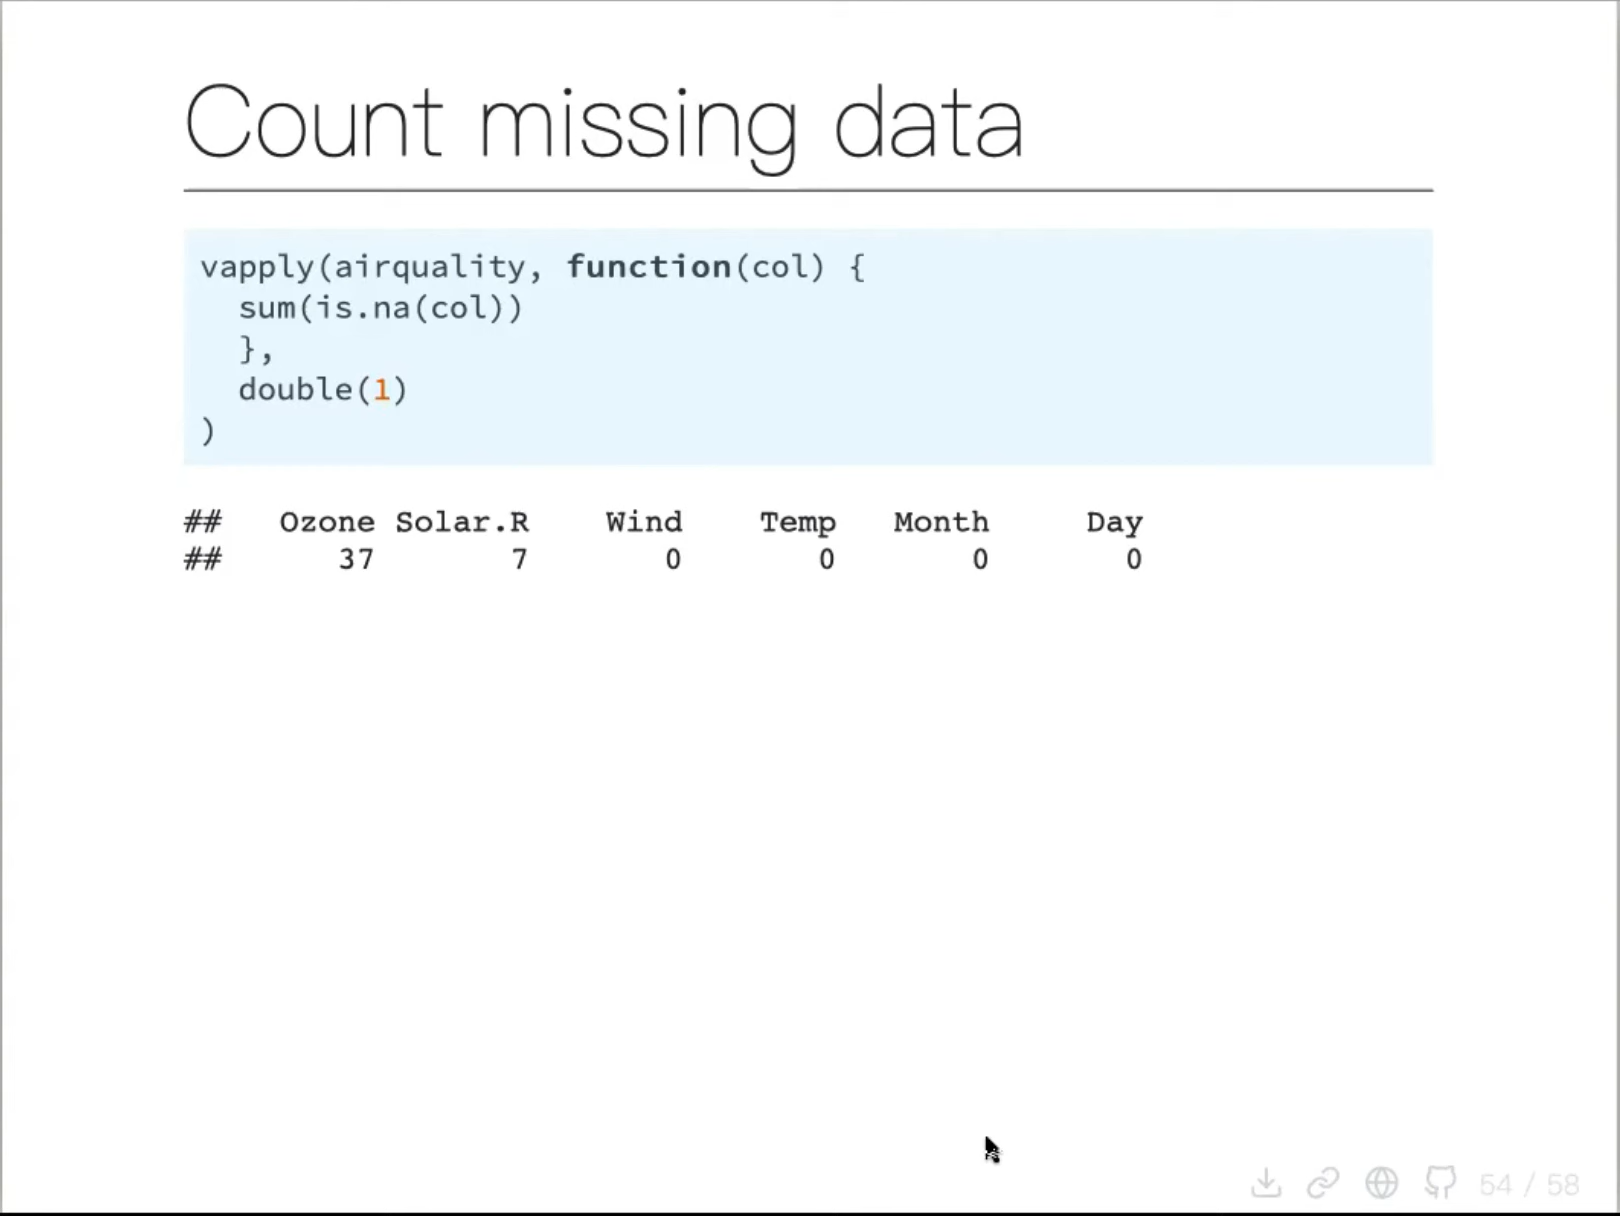 Count missing data
vapply(airquality, function(col) {
  sum(is.na(col))
  },
  double(1)
)
##   Ozone Solar.R    Wind    Temp   Month     Day
##      37       7       0       0       0       0
54 / 58